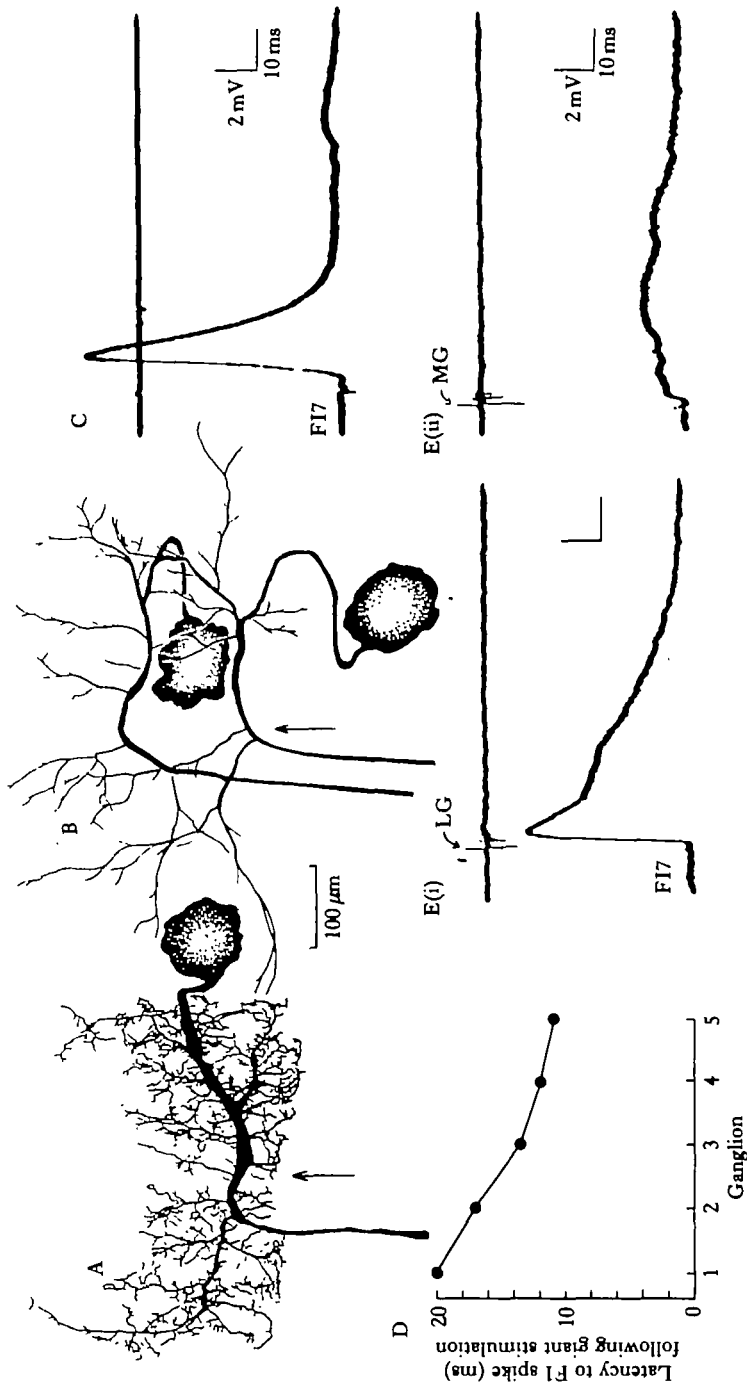 A
B
100 µm
C
FI7
2 mV
10 ms
D
Latency to FI spike (ms)
following giant stimulation
20
10
0
1 2 3 4 5
Ganglion
E(i)
LG
FI7
E(ii)
MG
2 mV
10 ms